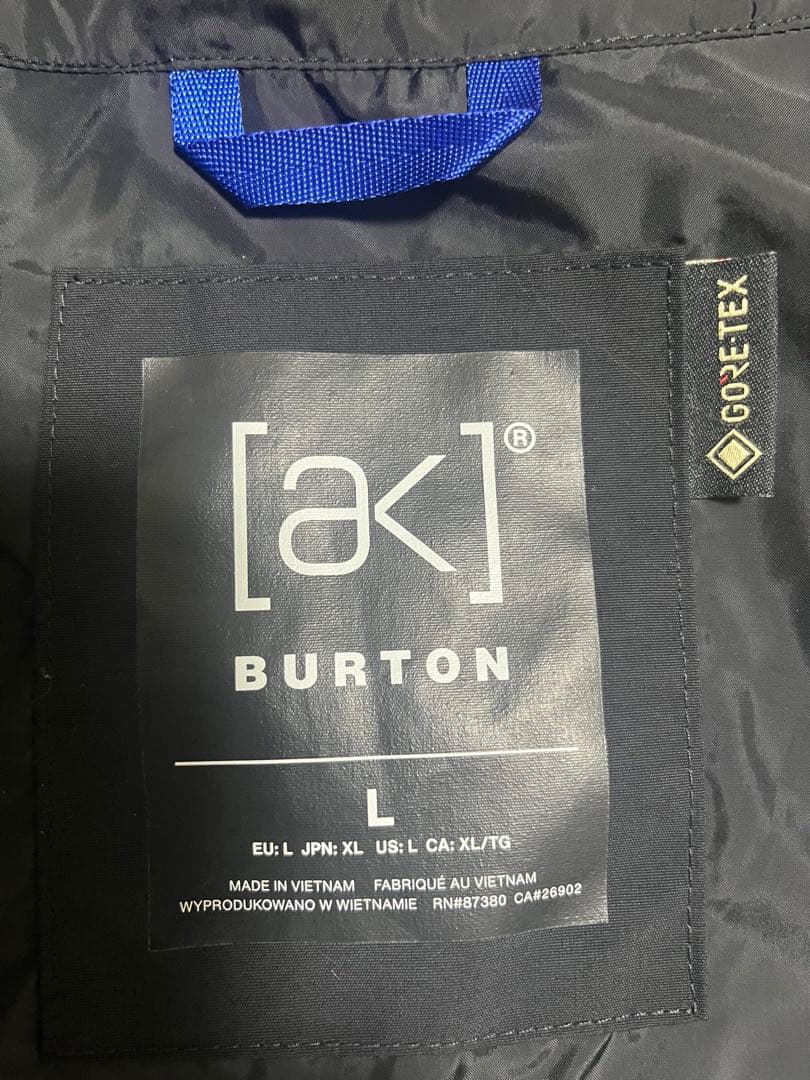 [ak]®
BURTON
L
EU: L JPN: XL US: L CA: XL/TG
MADE IN VIETNAM FABRIQUÉ AU VIETNAM
WYPRODUKOWANO W WIETNAMIE RN#87380 CA#26902
GORE-TEX